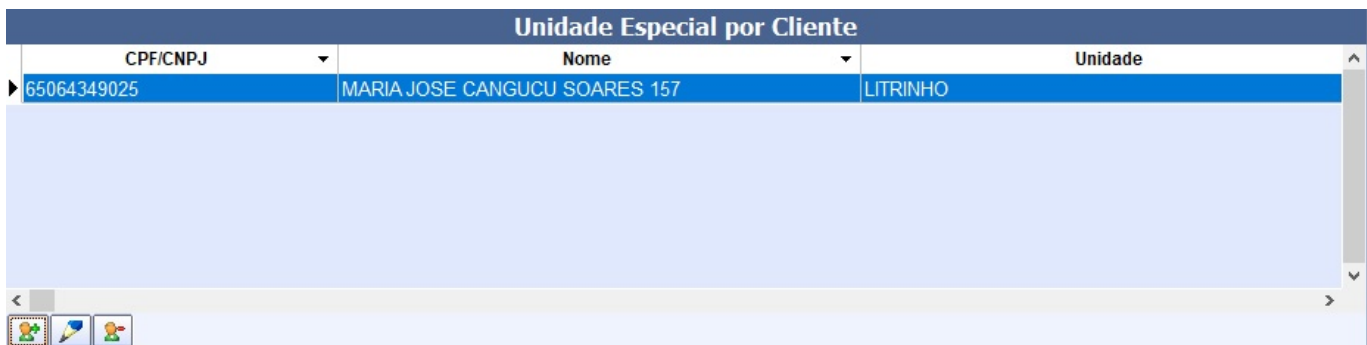 Unidade Especial por Cliente
CPF/CNPJ Nome Unidade
65064349025 MARIA JOSE CANGUCU SOARES 157 LITRINHO